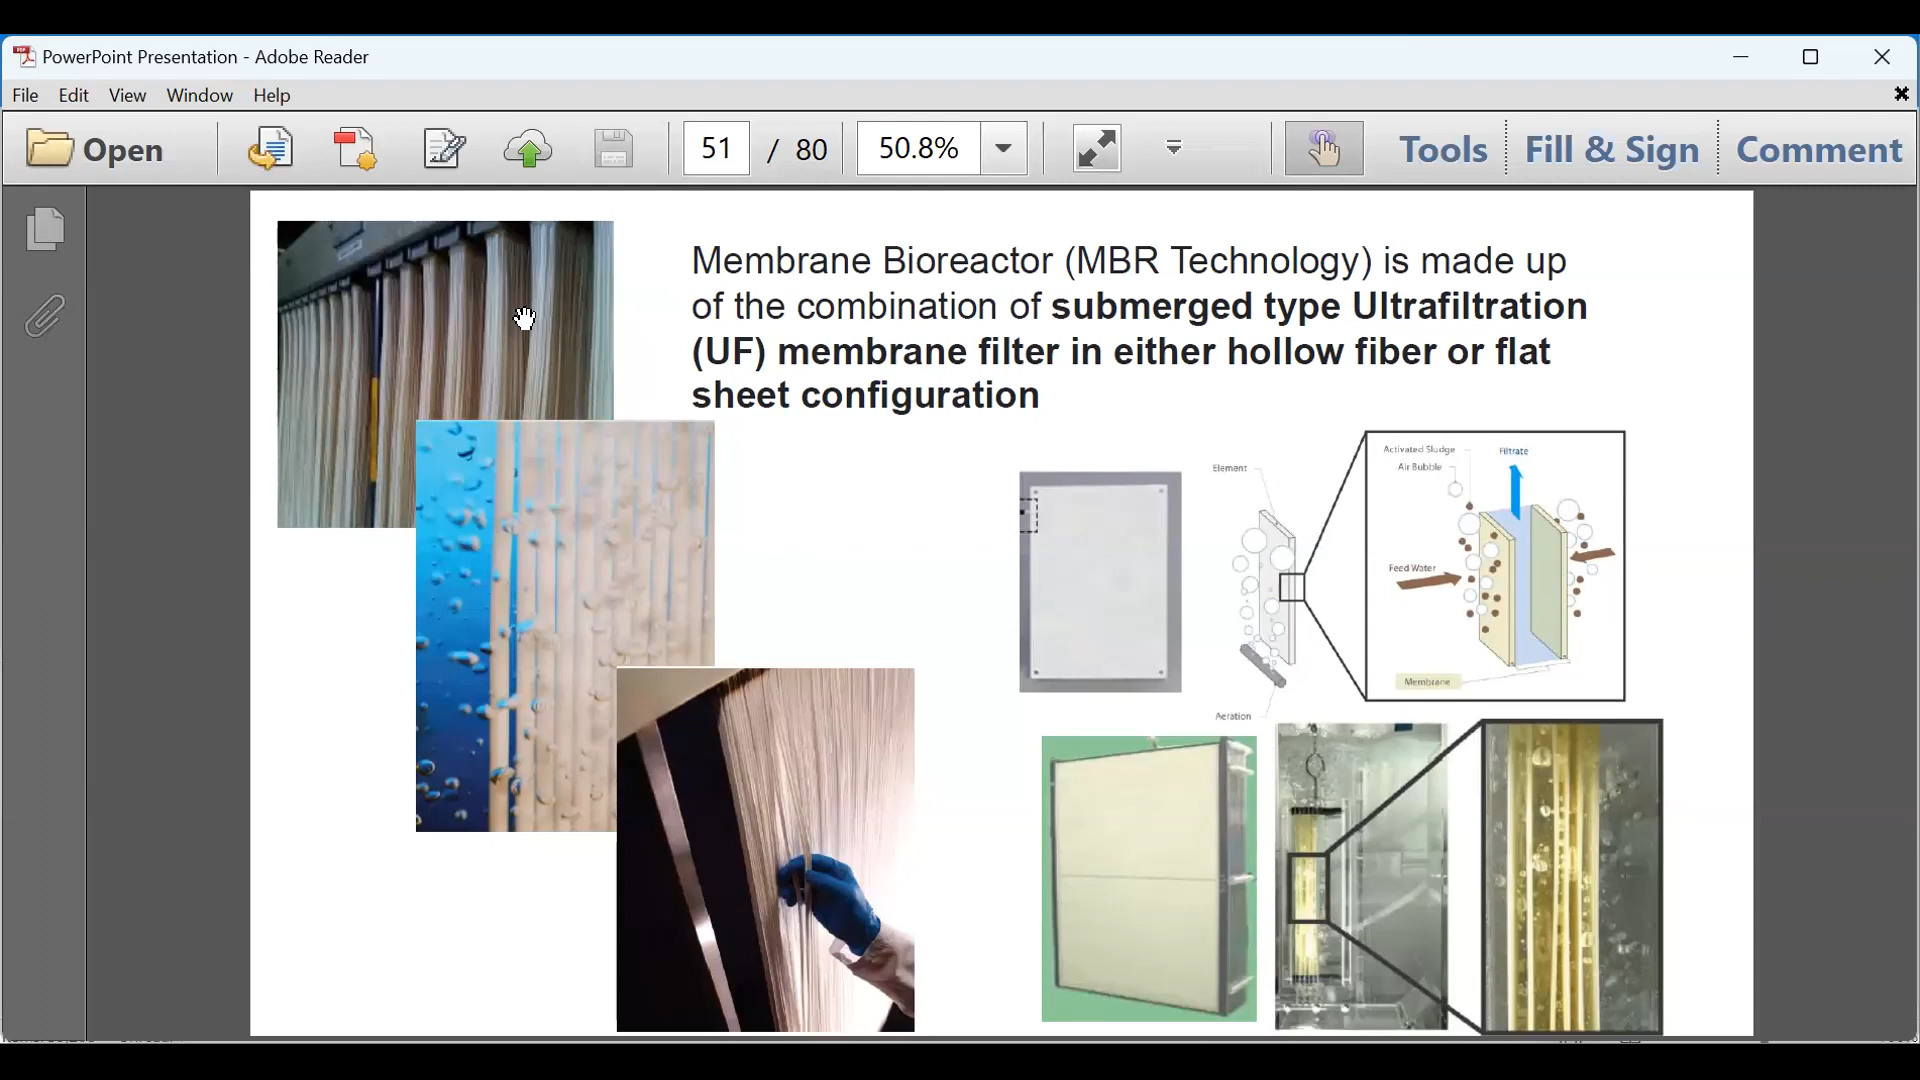 PowerPoint Presentation - Adobe Reader
File Edit View Window Help
Open 51 / 80 50.8% Tools Fill & Sign Comment
Membrane Bioreactor (MBR Technology) is made up
of the combination of submerged type Ultrafiltration
(UF) membrane filter in either hollow fiber or flat
sheet configuration
Element
Activated Sludge
Air Bubble
Filtrate
Feed Water
Membrane
Aeration